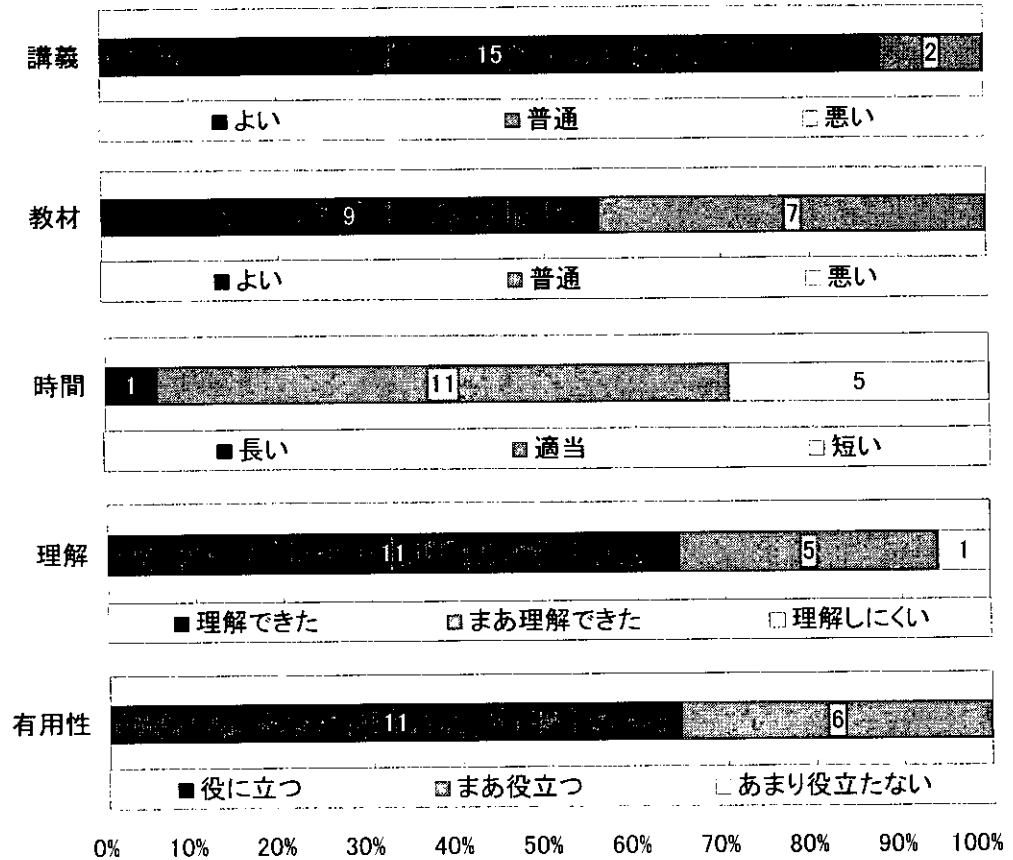 講義 15 2
■よい ■普通 □悪い
教材 9 7
■よい ■普通 □悪い
時間 1 11 5
■長い ■適当 □短い
理解 11 5 1
■理解できた □まあ理解できた □理解しにくい
有用性 11 6
■役に立つ □まあ役立つ □あまり役立たない
0% 10% 20% 30% 40% 50% 60% 70% 80% 90% 100%